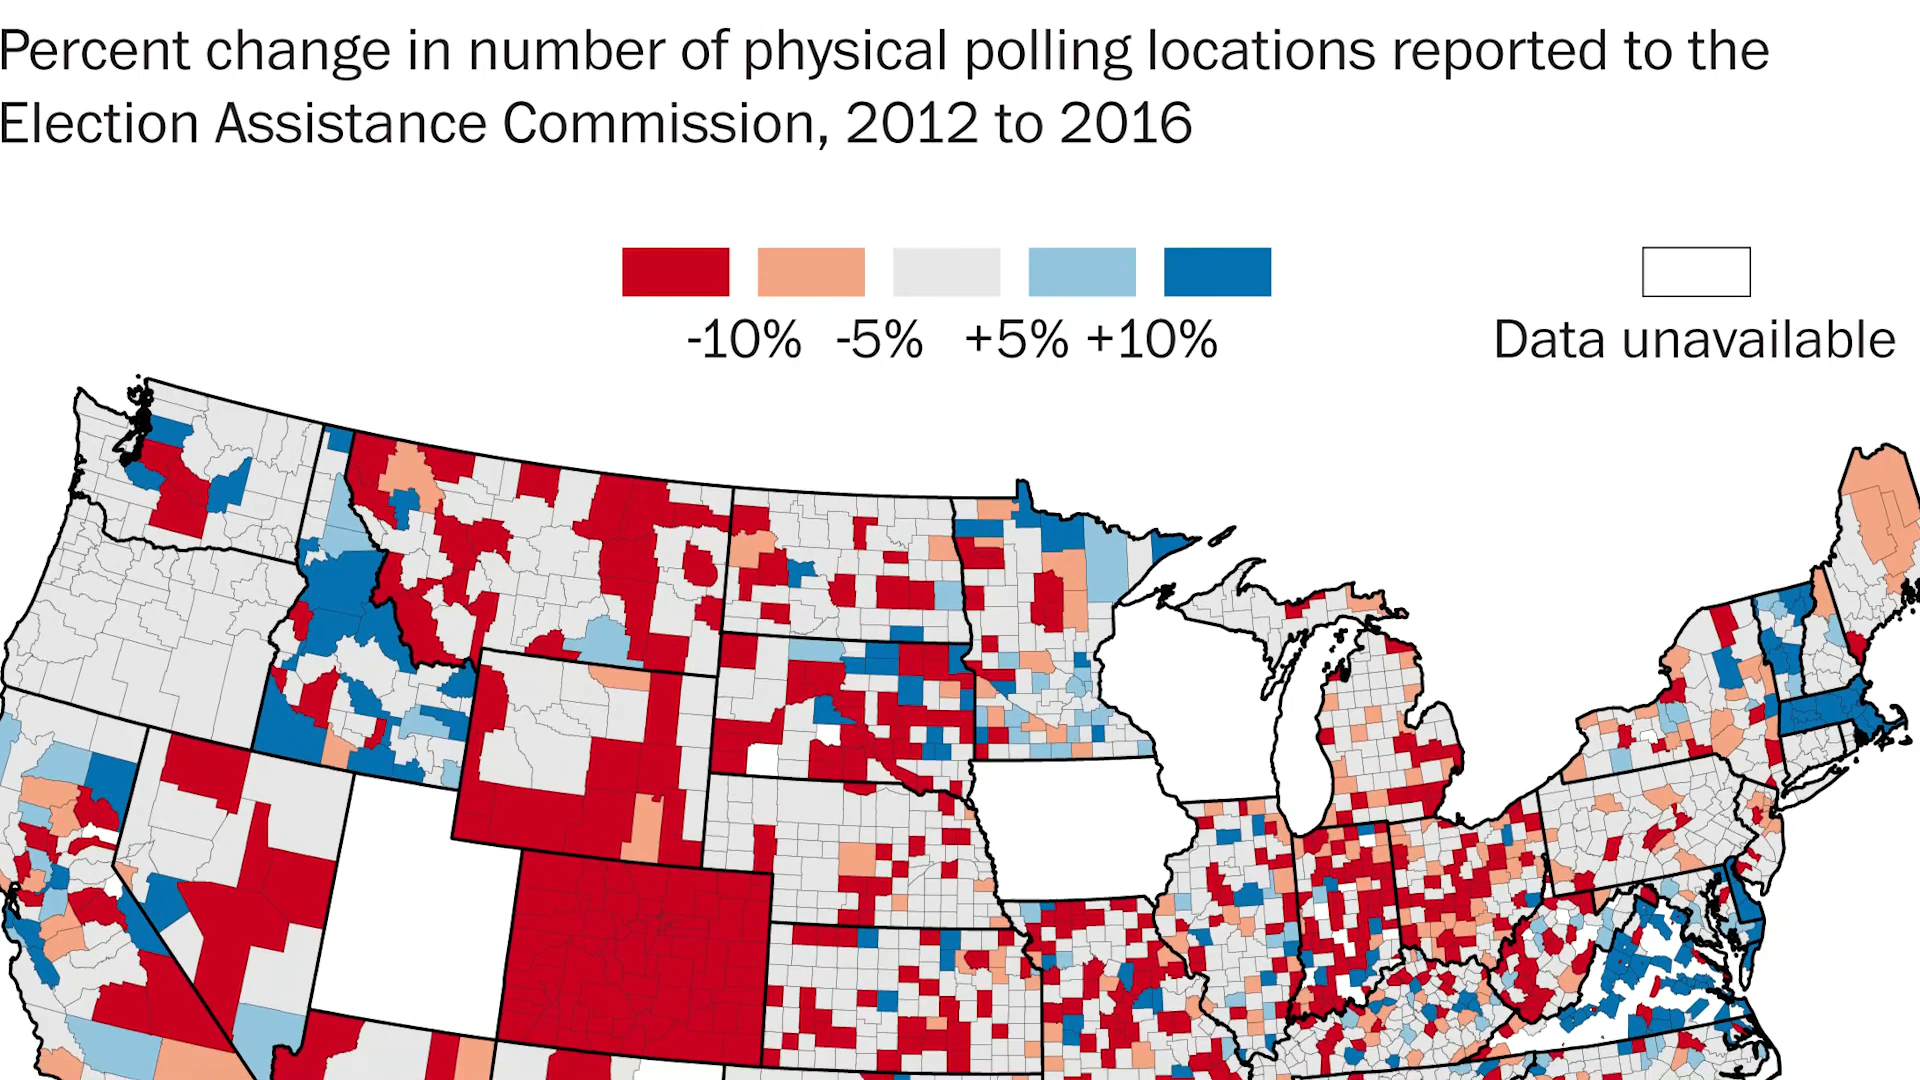 Percent change in number of physical polling locations reported to the
Election Assistance Commission, 2012 to 2016
-10% -5% +5% +10%
Data unavailable